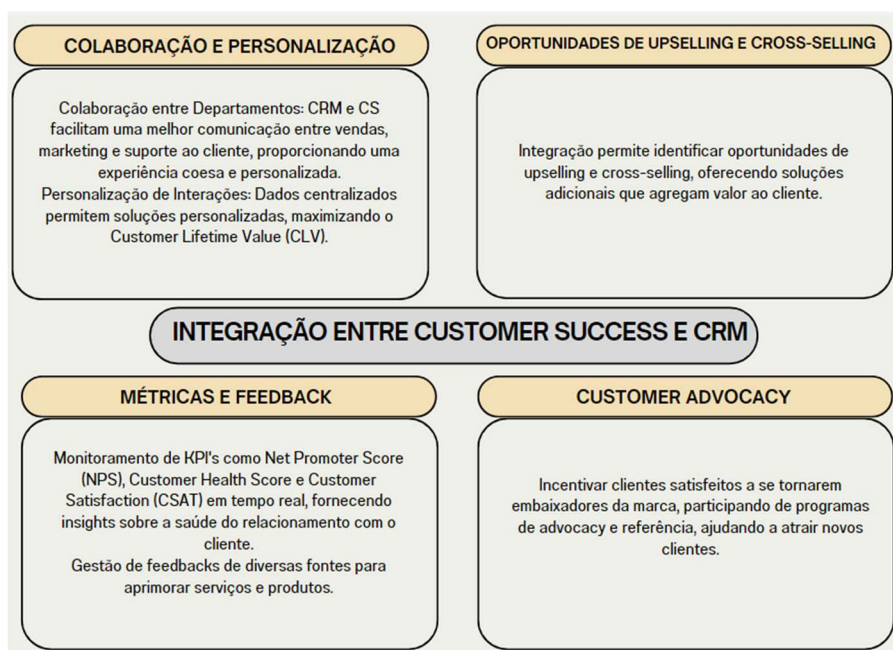 COLABORAÇÃO E PERSONALIZAÇÃO
Colaboração entre Departamentos: CRM e CS
facilitam uma melhor comunicação entre vendas,
marketing e suporte ao cliente, proporcionando uma
experiência coesa e personalizada.
Personalização de Interações: Dados centralizados
permitem soluções personalizadas, maximizando o
Customer Lifetime Value (CLV).
OPORTUNIDADES DE UPSELLING E CROSS-SELLING
Integração permite identificar oportunidades de
upselling e cross-selling, oferecendo soluções
adicionais que agregam valor ao cliente.
INTEGRAÇÃO ENTRE CUSTOMER SUCCESS E CRM
MÉTRICAS E FEEDBACK
Monitoramento de KPI's como Net Promoter Score
(NPS), Customer Health Score e Customer
Satisfaction (CSAT) em tempo real, fornecendo
insights sobre a saúde do relacionamento com o
cliente.
Gestão de feedbacks de diversas fontes para
aprimorar serviços e produtos.
CUSTOMER ADVOCACY
Incentivar clientes satisfeitos a se tornarem
embaixadores da marca, participando de programas
de advocacy e referência, ajudando a atrair novos
clientes.